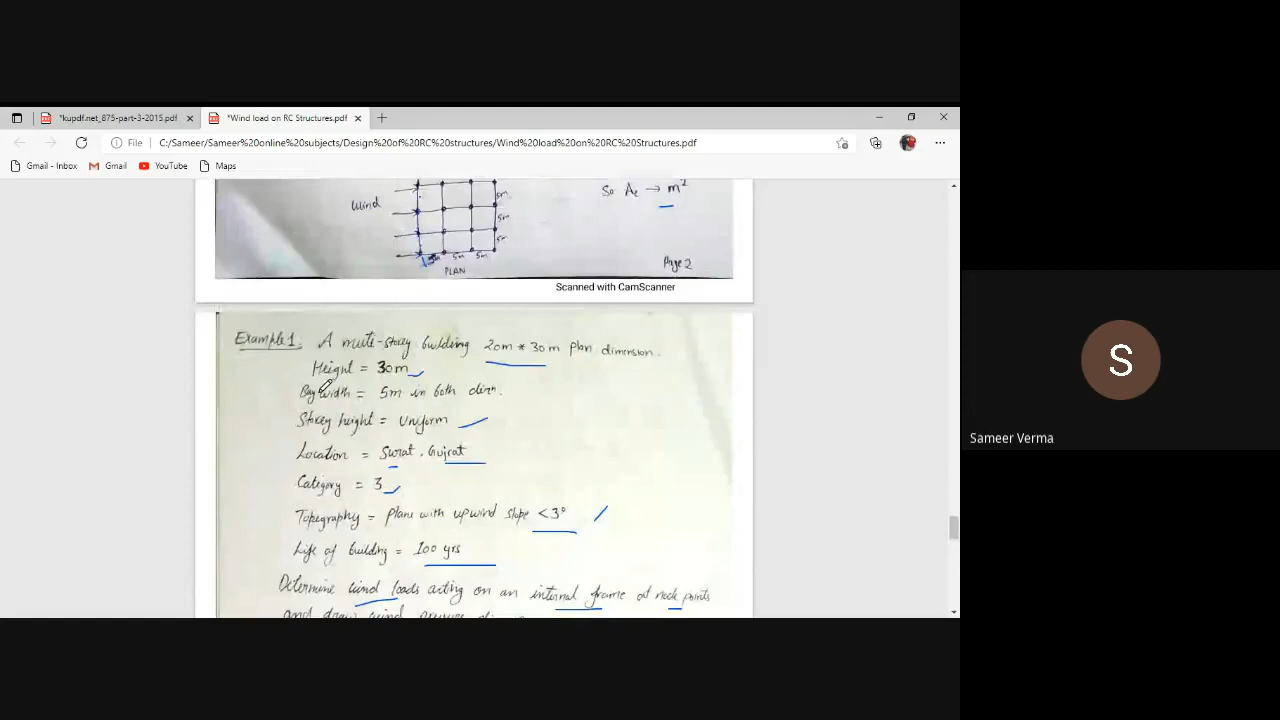 *kupdf.net_875-part-3-2015.pdf
*Wind load on RC Structures.pdf
File C:/Sameer/Sameer%20online%20subjects/Design%20of%20RC%20structures/Wind%20load%20on%20RC%20Structures.pdf
Gmail - Inbox Gmail YouTube Maps
Wind
5m
5m
5m
5m 5m
PLAN
So Ae → m²
Page 2
Scanned with CamScanner
Example 1. A multi-storey building 20m * 30m plan dimension.
Height = 30m
Bay width = 5m in both dirn.
Storey height = Uniform
Location = Surat, Gujrat
Category = 3
Topography = plane with upwind slope <3°
Life of building = 100 yrs
Determine wind loads acting on an internal frame at node points
and draw wind
S
Sameer Verma